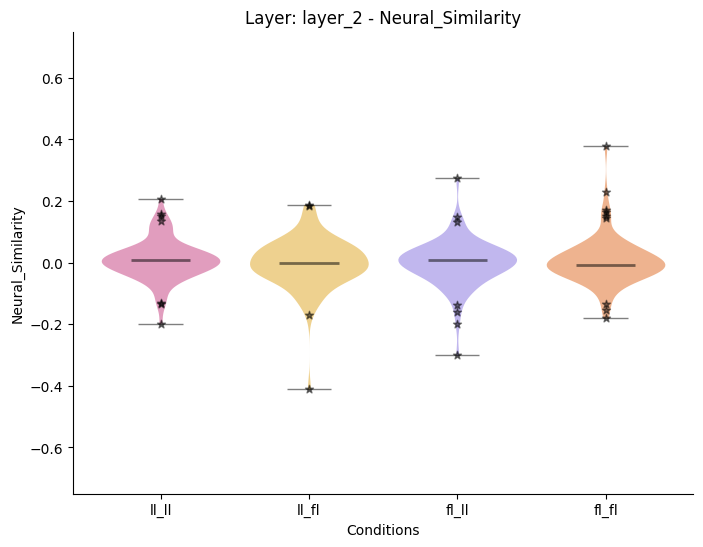 Layer: layer_2 - Neural_Similarity
Neural_Similarity
0.6
0.4
0.2
0.0
−0.2
−0.4
−0.6
ll_ll
ll_fl
fl_ll
fl_fl
Conditions